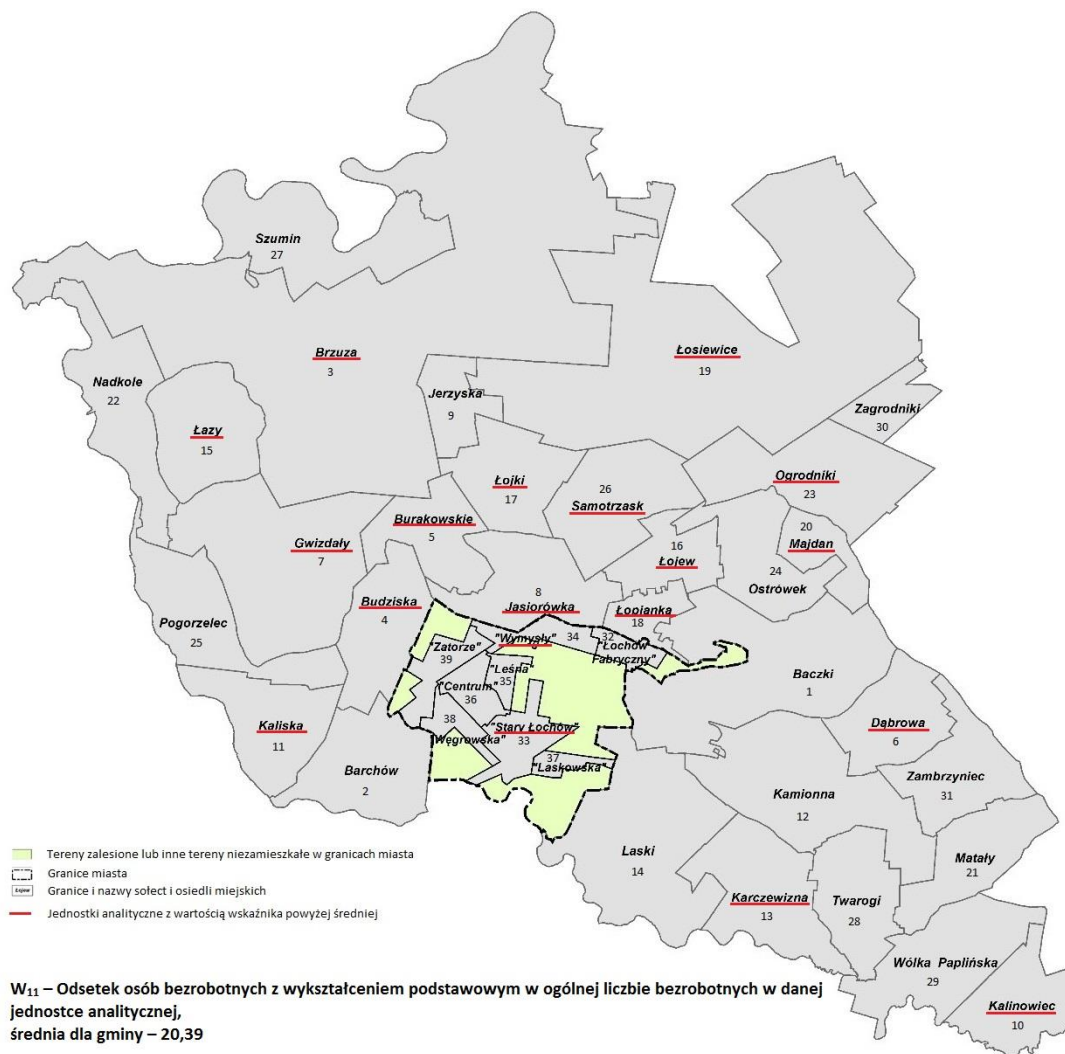 Szumin
27
Brzuza
3
Łosiewice
19
Nadkole
22
Jerzyska
9
Zagrodniki
30
Łazy
15
Łojki
17
26
Samotrzask
Ogrodniki
23
Burakowskie
5
20
Majdan
16
Łojew
Gwizdały
7
24
Ostrówek
8
Jasiorówka
Budziska
4
Łopianka
18
Pogorzelec
25
"Wymysły"
34
32
"Łochów
Fabryczny"
"Zatorze"
39
"Leśna"
35
"Centrum"
36
Baczki
1
Kaliska
11
38
"Węgrowska"
"Stary Łochów"
33
Dąbrowa
6
37
"Laskowska"
Barchów
2
Zambrzyniec
31
Kamionna
12
Laski
14
Matały
21
Karczewizna
13
Twarogi
28
Wólka Paplińska
29
Kalinowiec
10
Tereny zalesione lub inne tereny niezamieszkałe w granicach miasta
Granice miasta
Granice i nazwy sołect i osiedli miejskich
Jednostki analityczne z wartością wskaźnika powyżej średniej
W₁₁ – Odsetek osób bezrobotnych z wykształceniem podstawowym w ogólnej liczbie bezrobotnych w danej
jednostce analitycznej,
średnia dla gminy – 20,39